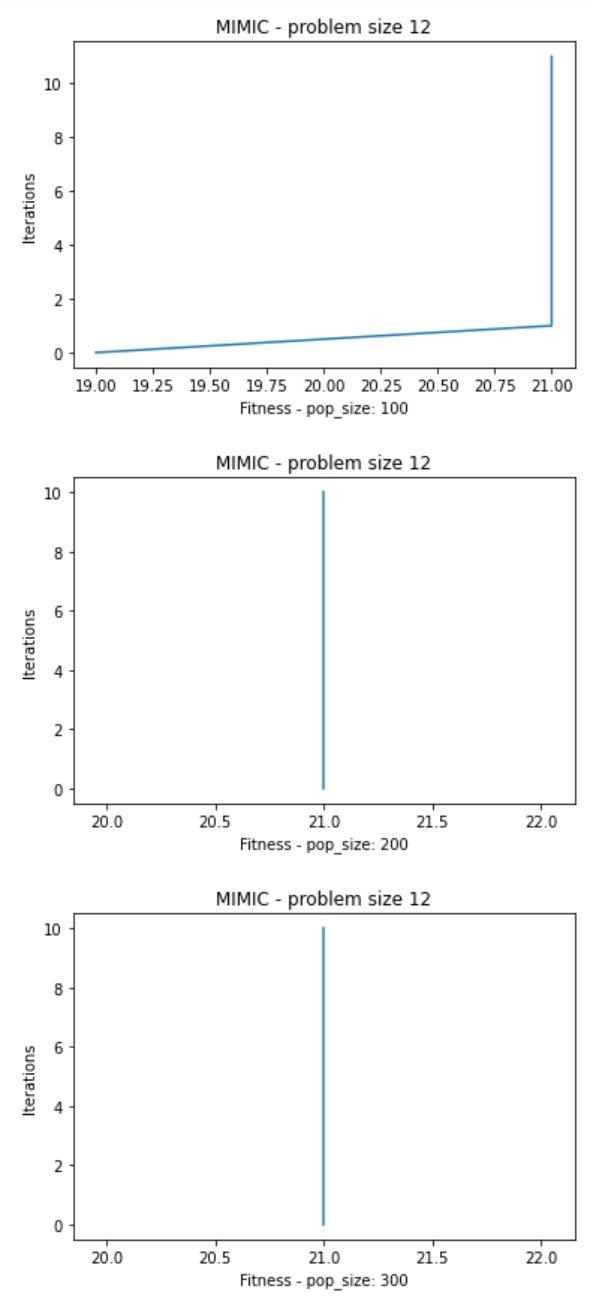 MIMIC - problem size 12
10
8
6
4
2
0
Iterations
19.00 19.25 19.50 19.75 20.00 20.25 20.50 20.75 21.00
Fitness - pop_size: 100
MIMIC - problem size 12
10
8
6
4
2
0
Iterations
20.0 20.5 21.0 21.5 22.0
Fitness - pop_size: 200
MIMIC - problem size 12
10
8
6
4
2
0
Iterations
20.0 20.5 21.0 21.5 22.0
Fitness - pop_size: 300